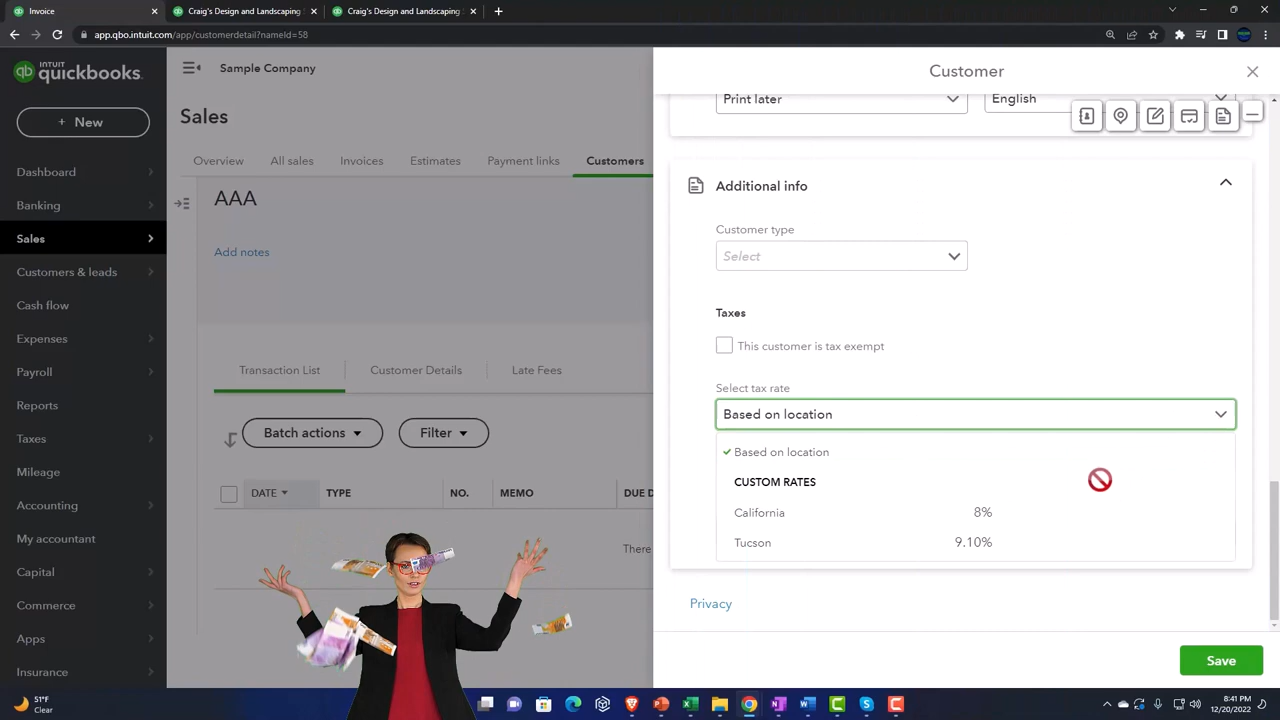 Invoice
Craig's Design and Landscaping
Craig's Design and Landscaping
app.qbo.intuit.com/app/customerdetail?nameId=58
INTUIT
quickbooks.
Sample Company
Customer
+ New
Sales
Overview
All sales
Invoices
Estimates
Payment links
Customers
Dashboard
Banking
Sales
Customers & leads
Cash flow
Expenses
Payroll
Reports
Taxes
Mileage
Accounting
My accountant
Capital
Commerce
Apps
Insurance
AAA
Add notes
Transaction List
Customer Details
Late Fees
Batch actions
Filter
DATE
TYPE
NO.
MEMO
DUE D
There
Print later
English
Additional info
Customer type
Select
Taxes
This customer is tax exempt
Select tax rate
Based on location
Based on location
CUSTOM RATES
California 8%
Tucson 9.10%
Privacy
Save
51°F
Clear
8:41 PM
12/20/2022